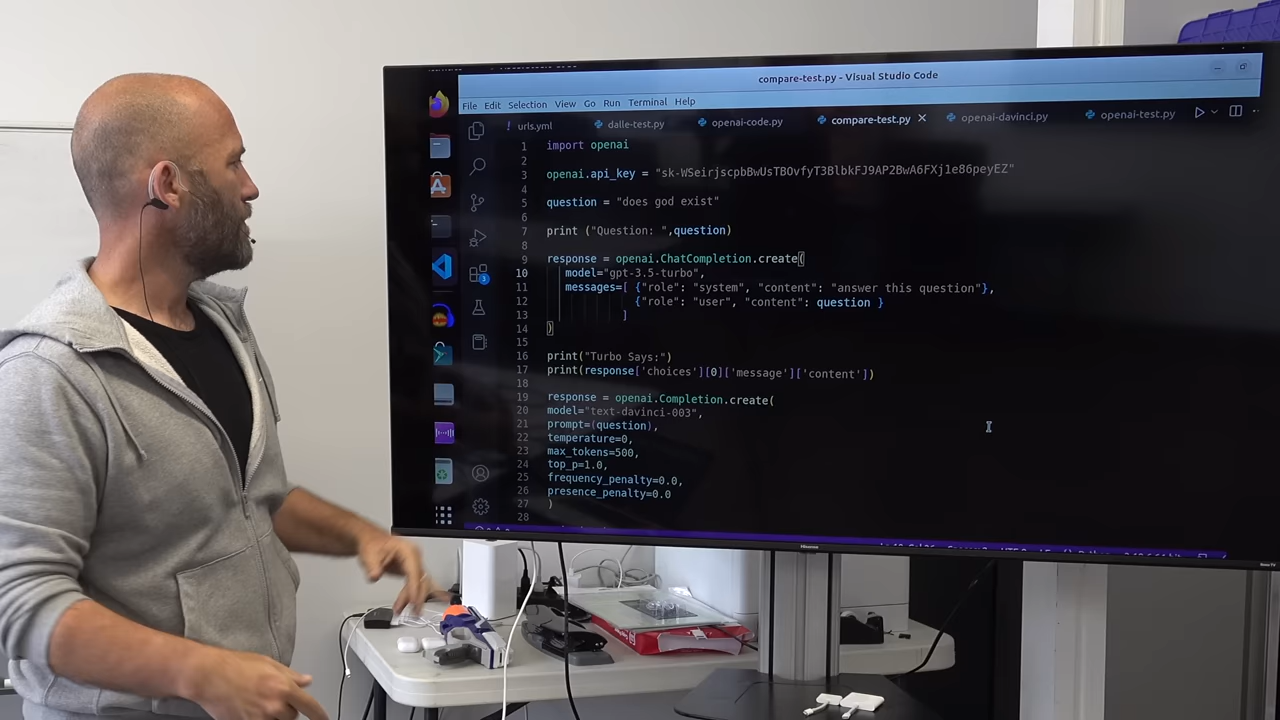 compare-test.py - Visual Studio Code
File Edit Selection View Go Run Terminal Help
urls.yml dalle-test.py openai-code.py compare-test.py openai-davinci.py openai-test.py
1 import openai
2
3 openai.api_key = "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"
4
5 question = "does god exist"
6
7 print ("Question: ",question)
8
9 response = openai.ChatCompletion.create(
10 model="gpt-3.5-turbo",
11 messages=[ {"role": "system", "content": "answer this question"},
12 {"role": "user", "content": question }
13 ]
14 )
15
16 print("Turbo Says:")
17 print(response['choices'][0]['message']['content'])
18
19 response = openai.Completion.create(
20 model="text-davinci-003",
21 prompt=(question),
22 temperature=0,
23 max_tokens=500,
24 top_p=1.0,
25 frequency_penalty=0.0,
26 presence_penalty=0.0
27 )
28
Hisense
Roku TV